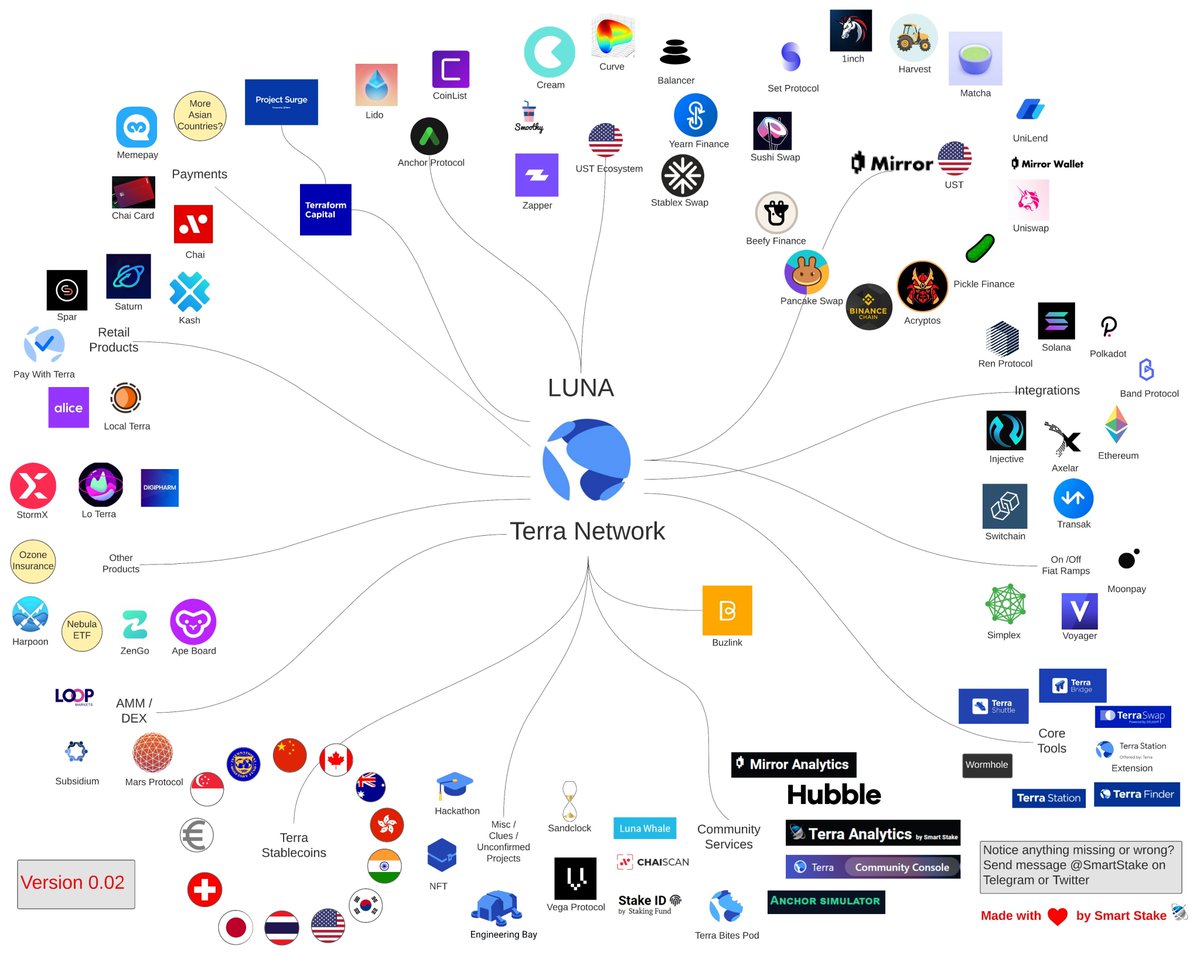 Project Surge
More
Asian
Countries?
Memepay
Payments
Chai Card
Chai
Terraform
Capital
Lido
CoinList
Anchor Protocol
Cream
Curve
Balancer
Smoothy
Zapper
UST Ecosystem
Yearn Finance
Stablex Swap
Set Protocol
1inch
Harvest
Matcha
Sushi Swap
UniLend
Mirror
UST
Mirror Wallet
Uniswap
Beefy Finance
Pancake Swap
BINANCE
CHAIN
Acryptos
Pickle Finance
Spar
Saturn
Kash
Retail
Products
Pay With Terra
alice
Local Terra
Ren Protocol
Solana
Polkadot
Integrations
Band Protocol
Injective
Axelar
Ethereum
Switchain
Transak
LUNA
Terra Network
StormX
Lo Terra
DIGIPHARM
Ozone
Insurance
Other
Products
Harpoon
Nebula
ETF
ZenGo
Ape Board
On /Off
Fiat Ramps
Moonpay
Simplex
Voyager
Buzlink
LOOP
MARKETS
AMM /
DEX
Subsidium
Mars Protocol
Terra
Stablecoins
Terra
Shuttle
Terra
Bridge
TerraSwap
Core
Tools
Terra Station
Offered by: Terra
Extension
Wormhole
Terra Station
Terra Finder
Hackathon
NFT
Misc /
Clues /
Unconfirmed
Projects
Engineering Bay
Sandclock
Vega Protocol
Luna Whale
CHAISCAN
Stake ID
by Staking Fund
Community
Services
Terra Bites Pod
Mirror Analytics
Hubble
Terra Analytics by Smart Stake
Terra Community Console
ANCHOR SIMULATOR
Version 0.02
Notice anything missing or wrong?
Send message @SmartStake on
Telegram or Twitter
Made with by Smart Stake